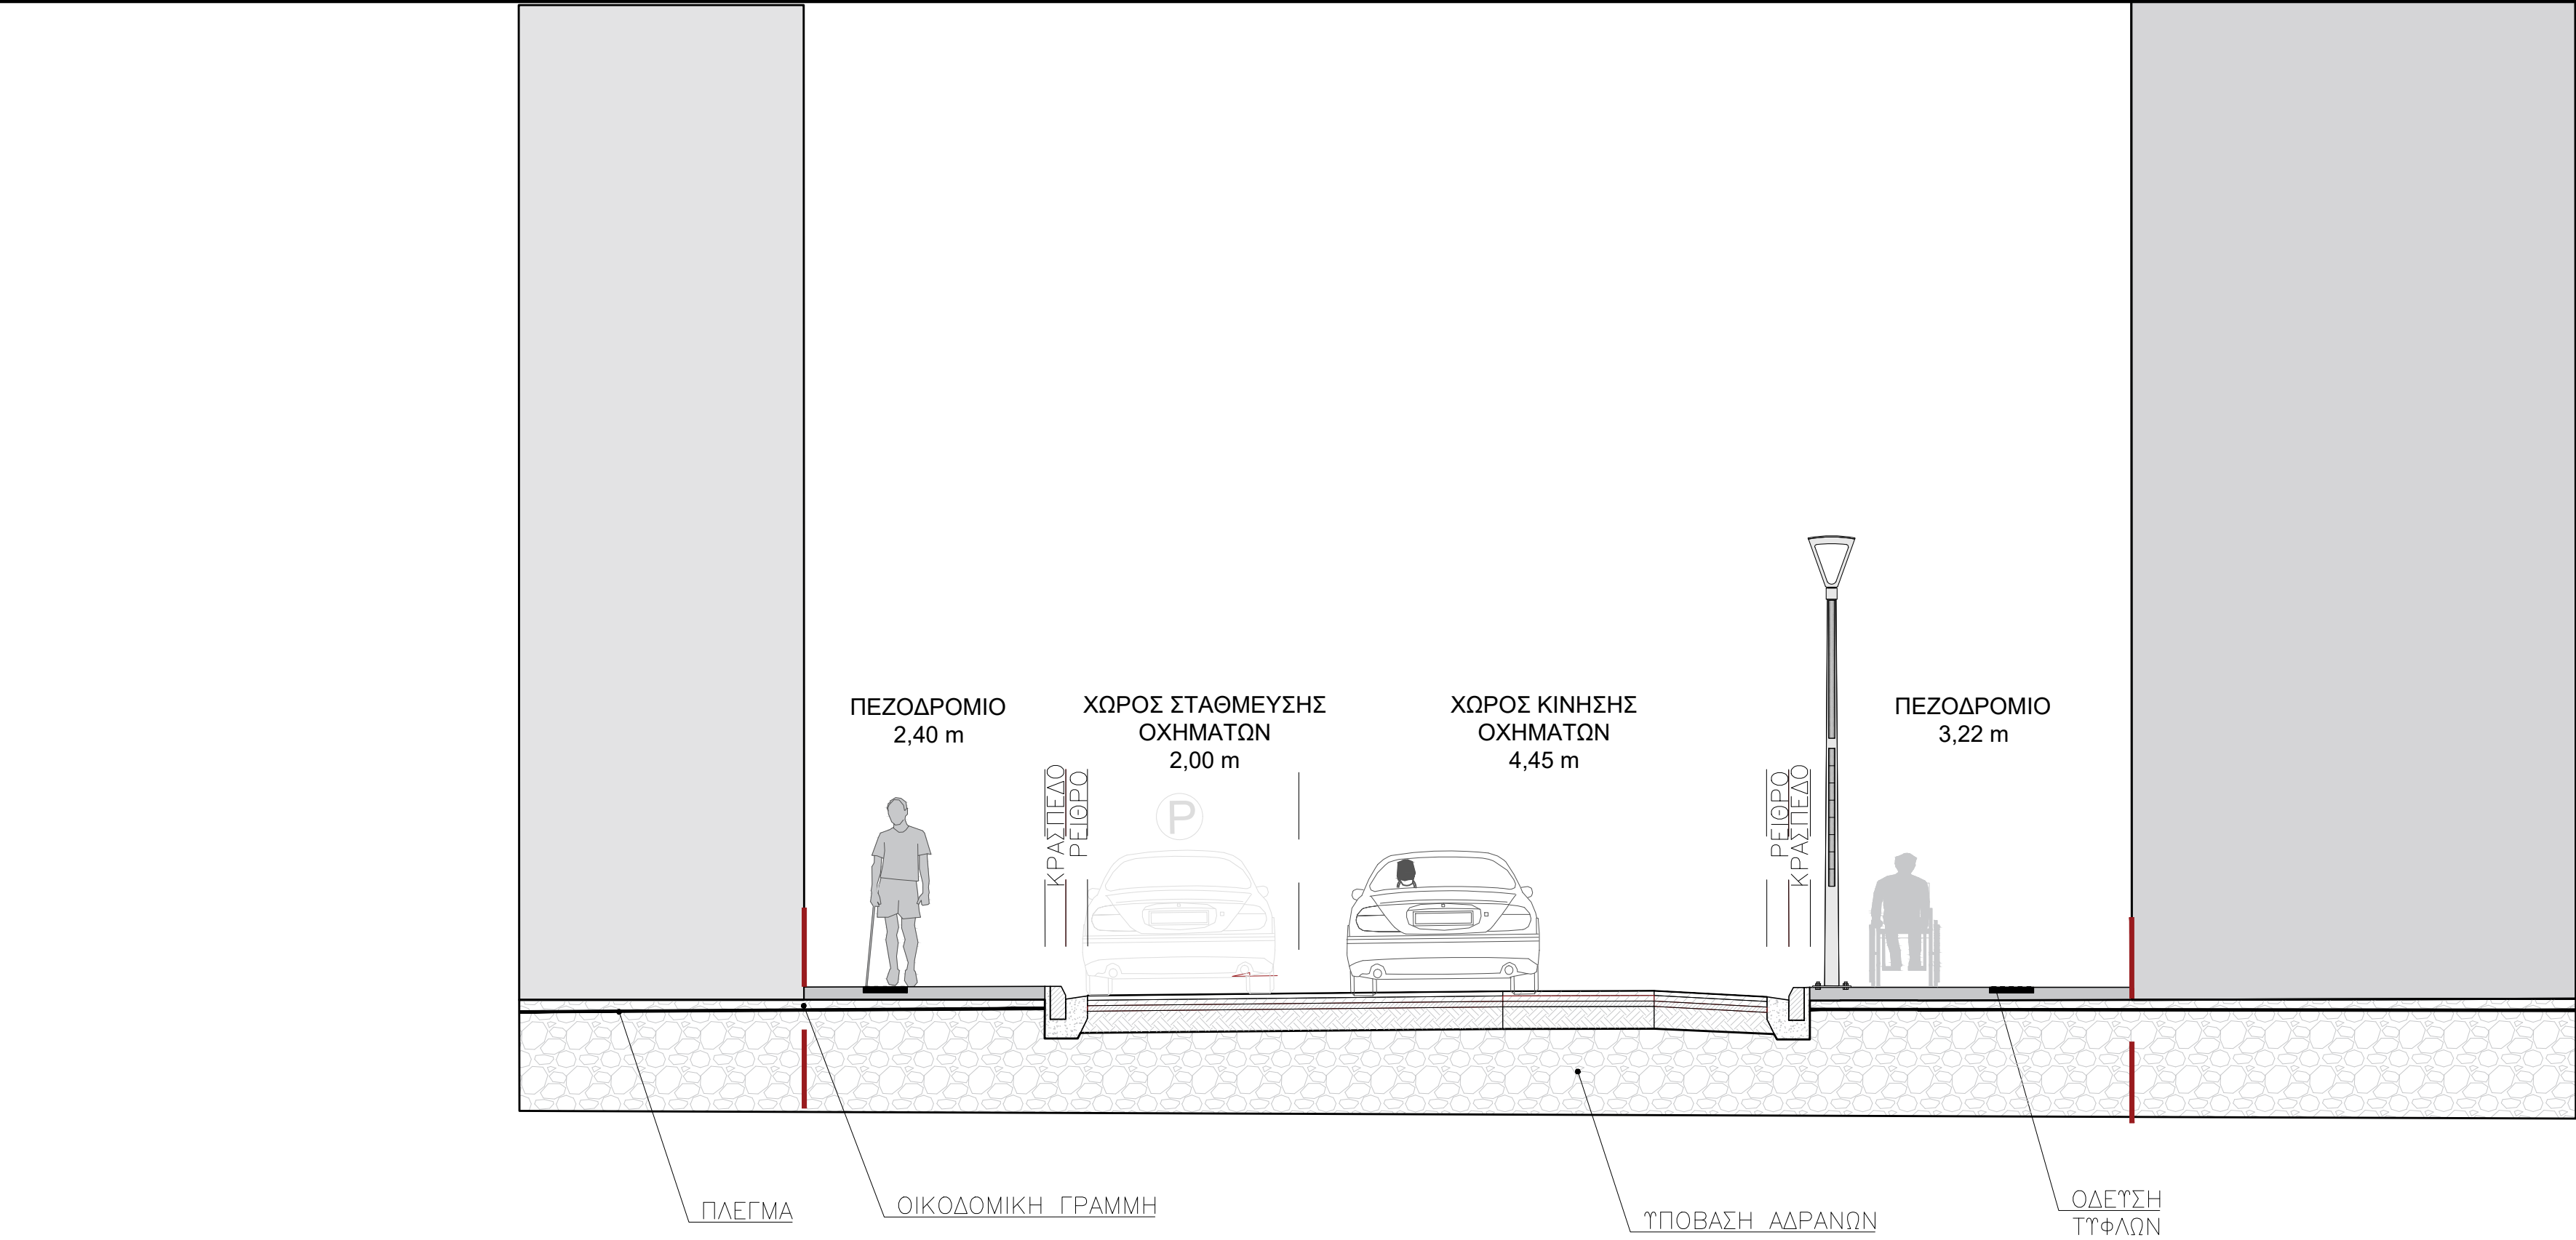 ΠΕΖΟΔΡΟΜΙΟ
2,40 m
ΧΩΡΟΣ ΣΤΑΘΜΕΥΣΗΣ
ΟΧΗΜΑΤΩΝ
2,00 m
ΧΩΡΟΣ ΚΙΝΗΣΗΣ
ΟΧΗΜΑΤΩΝ
4,45 m
ΠΕΖΟΔΡΟΜΙΟ
3,22 m
ΚΡΑΣΠΕΔΟ
ΡΕΙΘΡΟ
P
ΡΕΙΘΡΟ
ΚΡΑΣΠΕΔΟ
ΠΛΕΓΜΑ
ΟΙΚΟΔΟΜΙΚΗ ΓΡΑΜΜΗ
ΥΠΟΒΑΣΗ ΑΔΡΑΝΩΝ
ΟΔΕΥΣΗ
ΤΥΦΛΩΝ